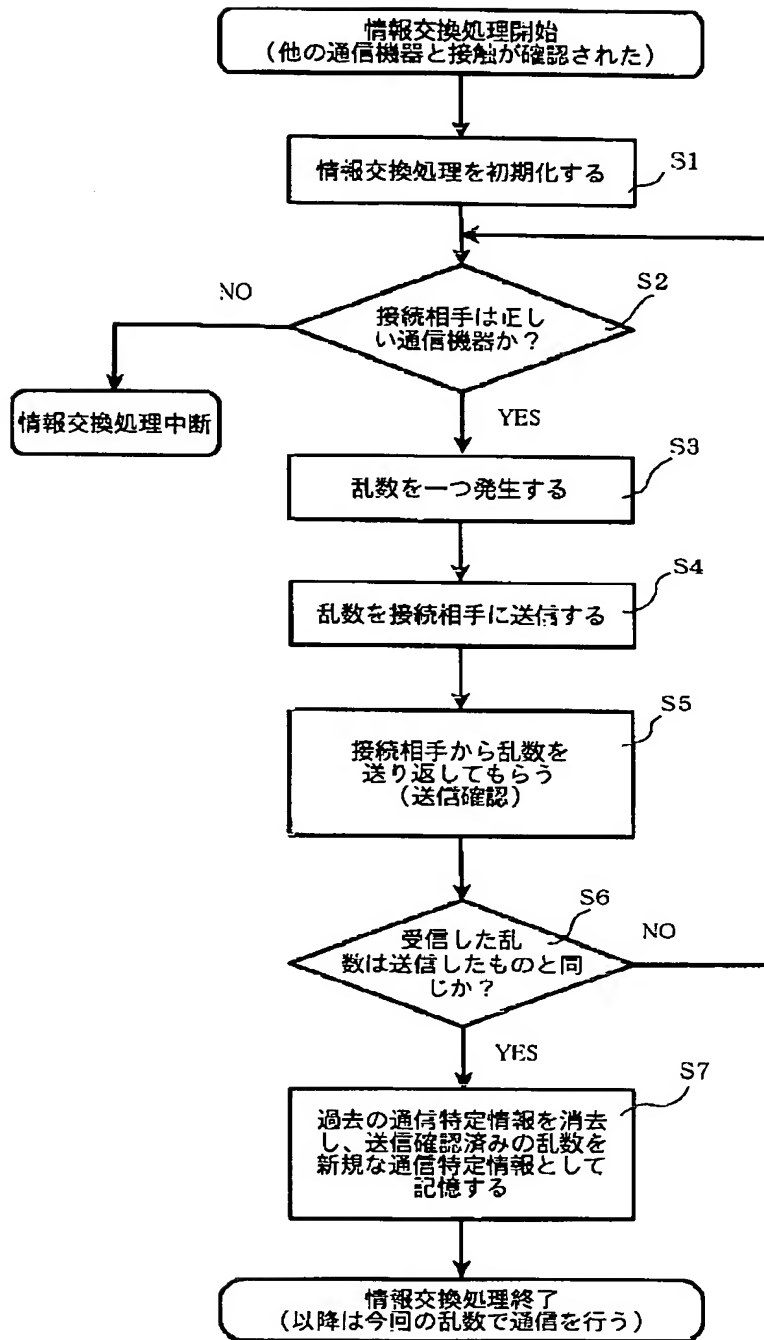 情報交換処理開始
(他の通信機器と接触が確認された)
情報交換処理を初期化する
S1
S2
NO
接続相手は正し
い通信機器か？
情報交換処理中断
YES
S3
乱数を一つ発生する
S4
乱数を接続相手に送信する
S5
接続相手から乱数を
送り返してもらう
(送信確認)
S6
受信した乱
数は送信したものと同
じか？
NO
YES
S7
過去の通信特定情報を消去
し、送信確認済みの乱数を
新規な通信特定情報として
記憶する
情報交換処理終了
(以降は今回の乱数で通信を行う)